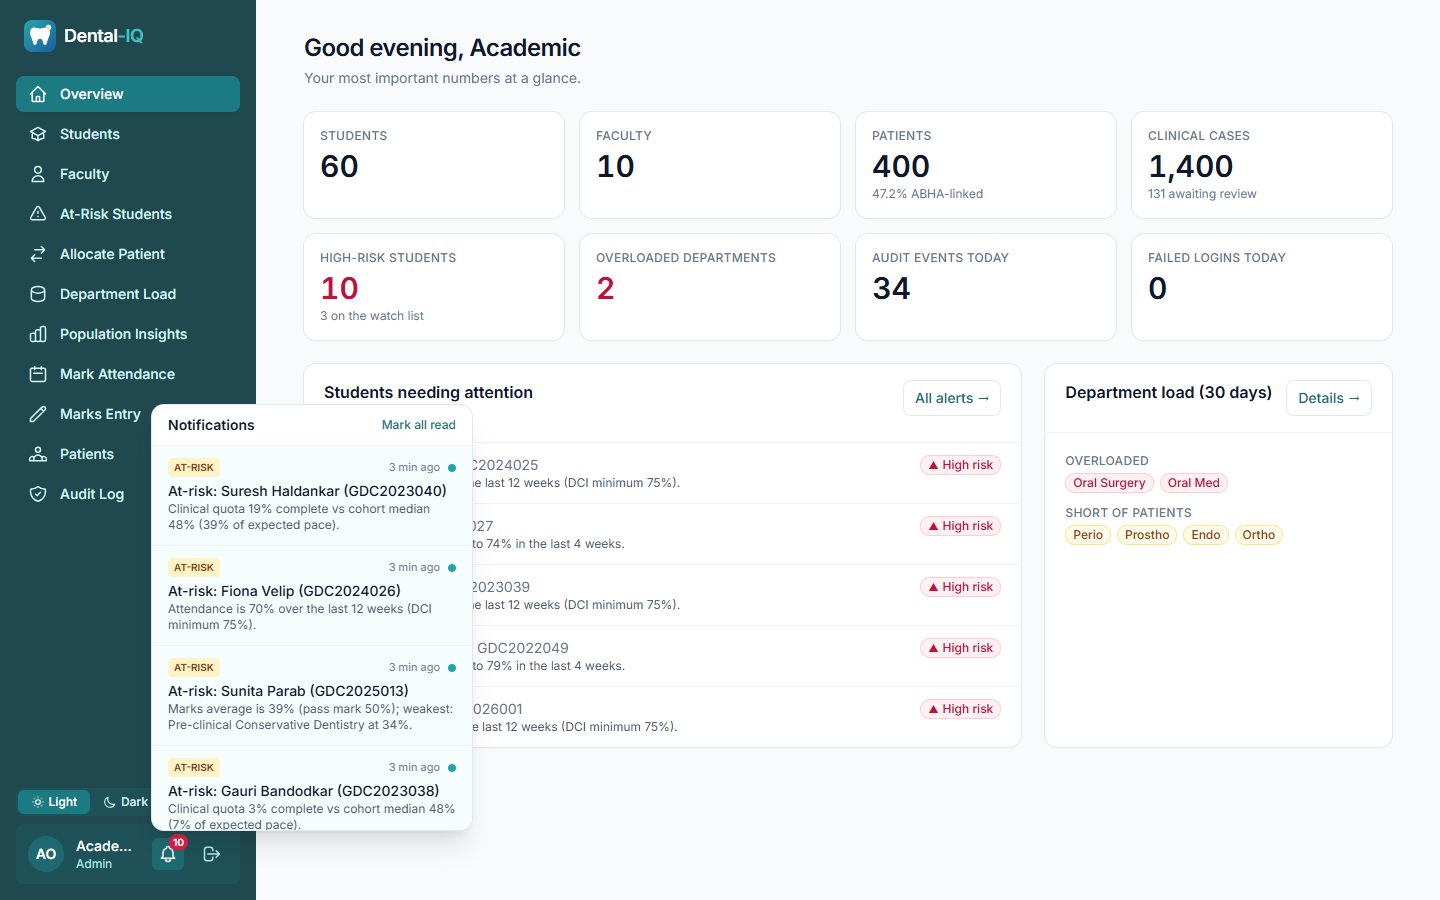 Dental-IQ
Overview
Students
Faculty
At-Risk Students
Allocate Patient
Department Load
Population Insights
Mark Attendance
Marks Entry
Patients
Audit Log
Light
Dark
AO
Acade...
Admin
10
Good evening, Academic
Your most important numbers at a glance.
STUDENTS
60
FACULTY
10
PATIENTS
400
47.2% ABHA-linked
CLINICAL CASES
1,400
131 awaiting review
HIGH-RISK STUDENTS
10
3 on the watch list
OVERLOADED DEPARTMENTS
2
AUDIT EVENTS TODAY
34
FAILED LOGINS TODAY
0
Students needing attention
All alerts →
C2024025
High risk
e last 12 weeks (DCI minimum 75%).
027
High risk
to 74% in the last 4 weeks.
2023039
High risk
e last 12 weeks (DCI minimum 75%).
GDC2022049
High risk
to 79% in the last 4 weeks.
026001
High risk
e last 12 weeks (DCI minimum 75%).
Department load (30 days)
Details →
OVERLOADED
Oral Surgery
Oral Med
SHORT OF PATIENTS
Perio
Prostho
Endo
Ortho
Notifications
Mark all read
AT-RISK
3 min ago
At-risk: Suresh Haldankar (GDC2023040)
Clinical quota 19% complete vs cohort median
48% (39% of expected pace).
AT-RISK
3 min ago
At-risk: Fiona Velip (GDC2024026)
Attendance is 70% over the last 12 weeks (DCI
minimum 75%).
AT-RISK
3 min ago
At-risk: Sunita Parab (GDC2025013)
Marks average is 39% (pass mark 50%); weakest:
Pre-clinical Conservative Dentistry at 34%.
AT-RISK
3 min ago
At-risk: Gauri Bandodkar (GDC2023038)
Clinical quota 3% complete vs cohort median 48%
(7% of expected pace).